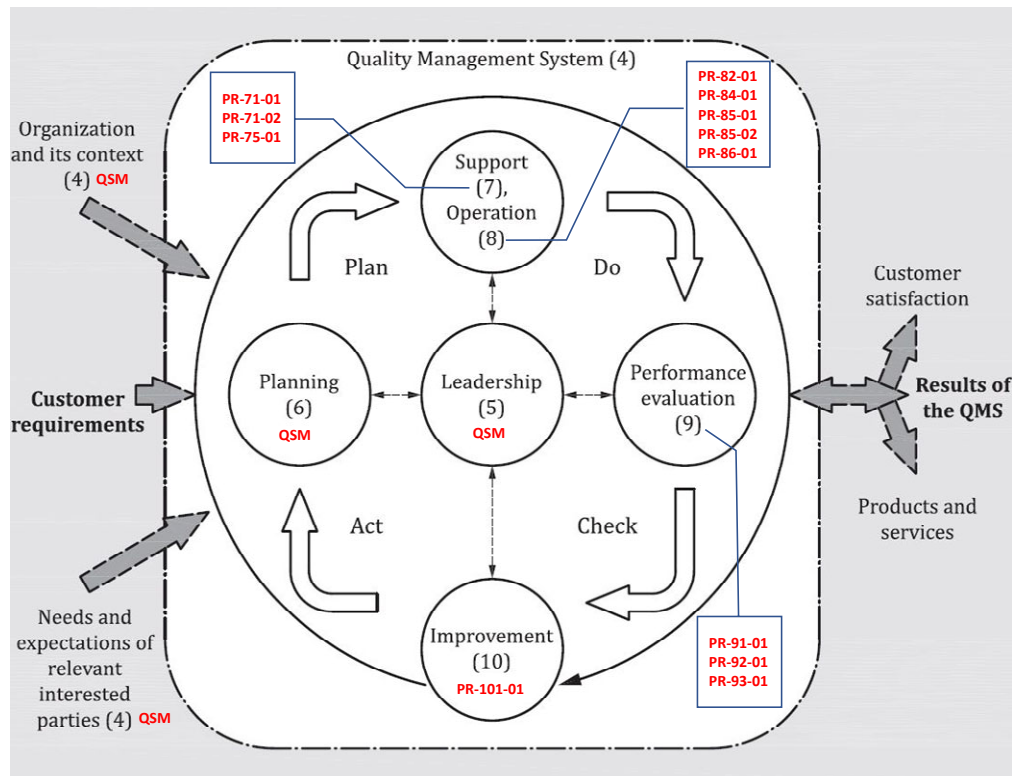 Quality Management System (4)
PR-71-01
PR-71-02
PR-75-01
PR-82-01
PR-84-01
PR-85-01
PR-85-02
PR-86-01
Organization
and its context
(4) QSM
Support
(7),
Operation
(8)
Plan
Do
Customer
satisfaction
Customer
requirements
Planning
(6)
QSM
Leadership
(5)
QSM
Performance
evaluation
(9)
Results of
the QMS
Act
Check
Products and
services
Needs and
expectations of
relevant
interested
parties (4) QSM
Improvement
(10)
PR-101-01
PR-91-01
PR-92-01
PR-93-01